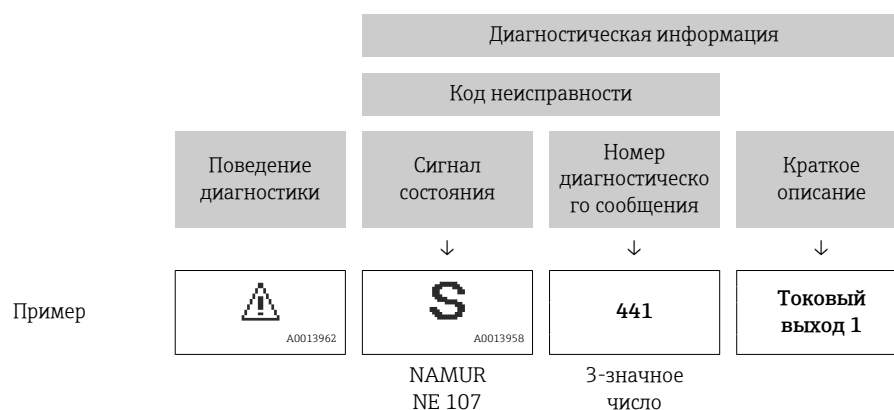 Диагностическая информация
Код неисправности
Поведение
диагностики
Сигнал
состояния
Номер
диагностическо
го сообщения
Краткое
описание
↓ ↓ ↓
Пример
A0013962
S
A0013958
441
Токовый
выход 1
NAMUR
NE 107
3-значное
число